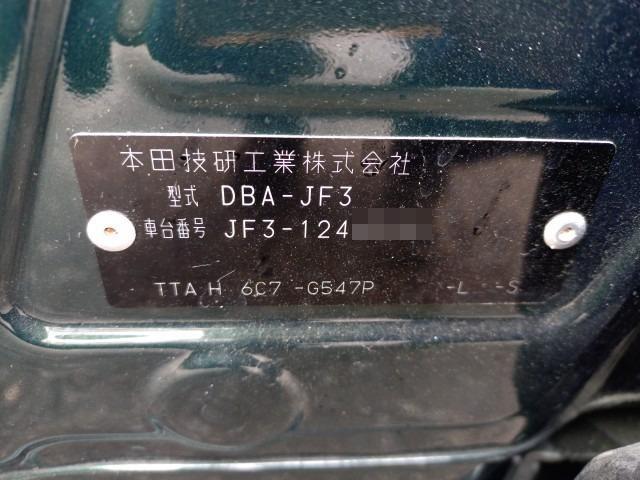 本田技研工業株式会社
型式 DBA-JF3
車台番号 JF3-124
TTA H 6C7 -G547P -L -S